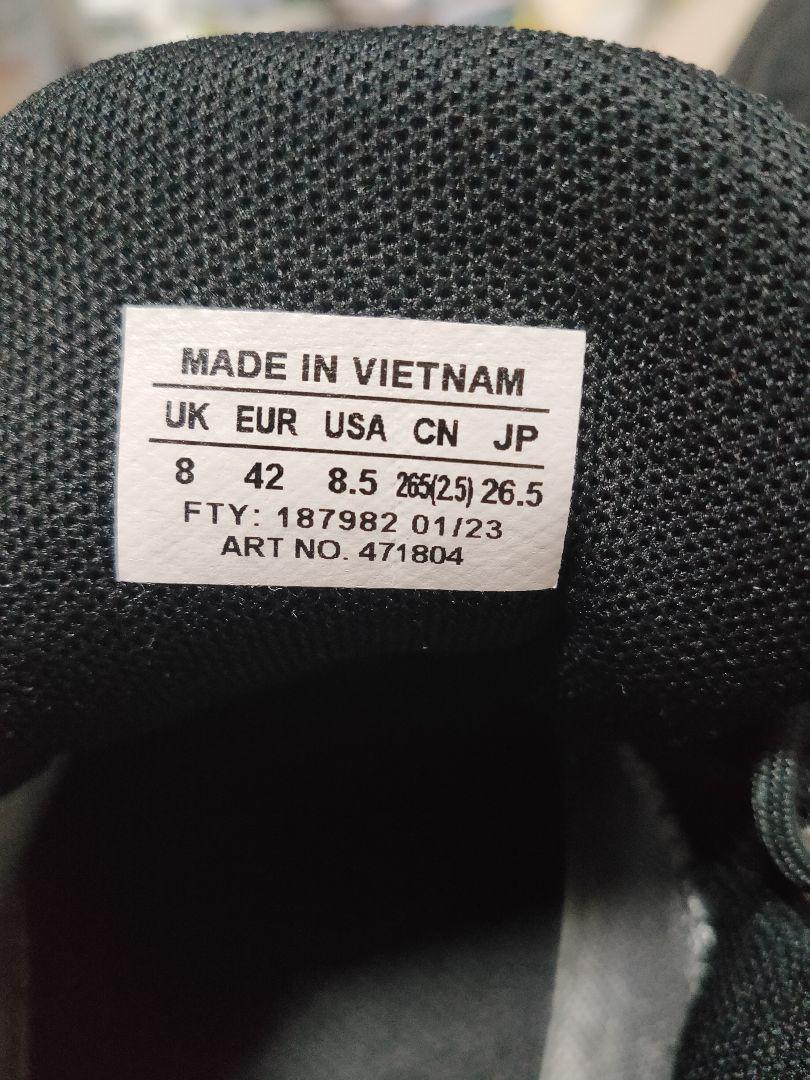 MADE IN VIETNAM
UK EUR USA CN JP
8 42 8.5 265(2.5) 26.5
FTY: 187982 01/23
ART NO. 471804